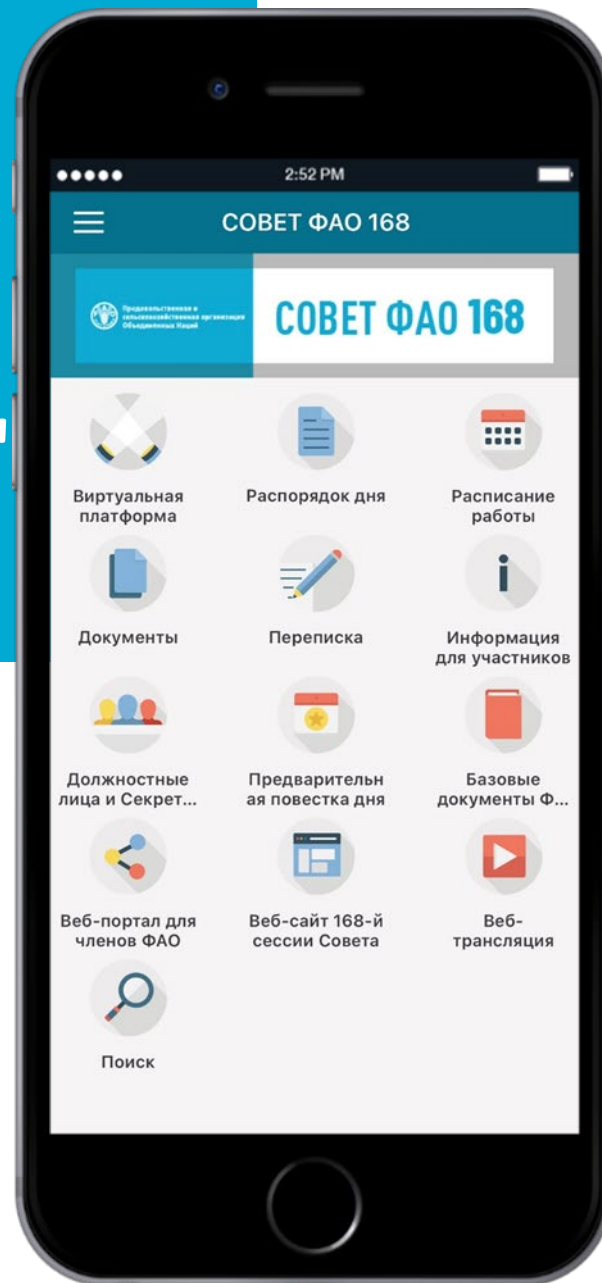 2:52 PM
СОВЕТ ФАО 168
Продовольственная и
сельскохозяйственная организация
Объединенных Наций
СОВЕТ ФАО 168
Виртуальная
платформа
Распорядок дня
Расписание
работы
Документы
Переписка
Информация
для участников
Должностные
лица и Секрет...
Предварительн
ая повестка дня
Базовые
документы Ф...
Веб-портал для
членов ФАО
Веб-сайт 168-й
сессии Совета
Веб-
трансляция
Поиск